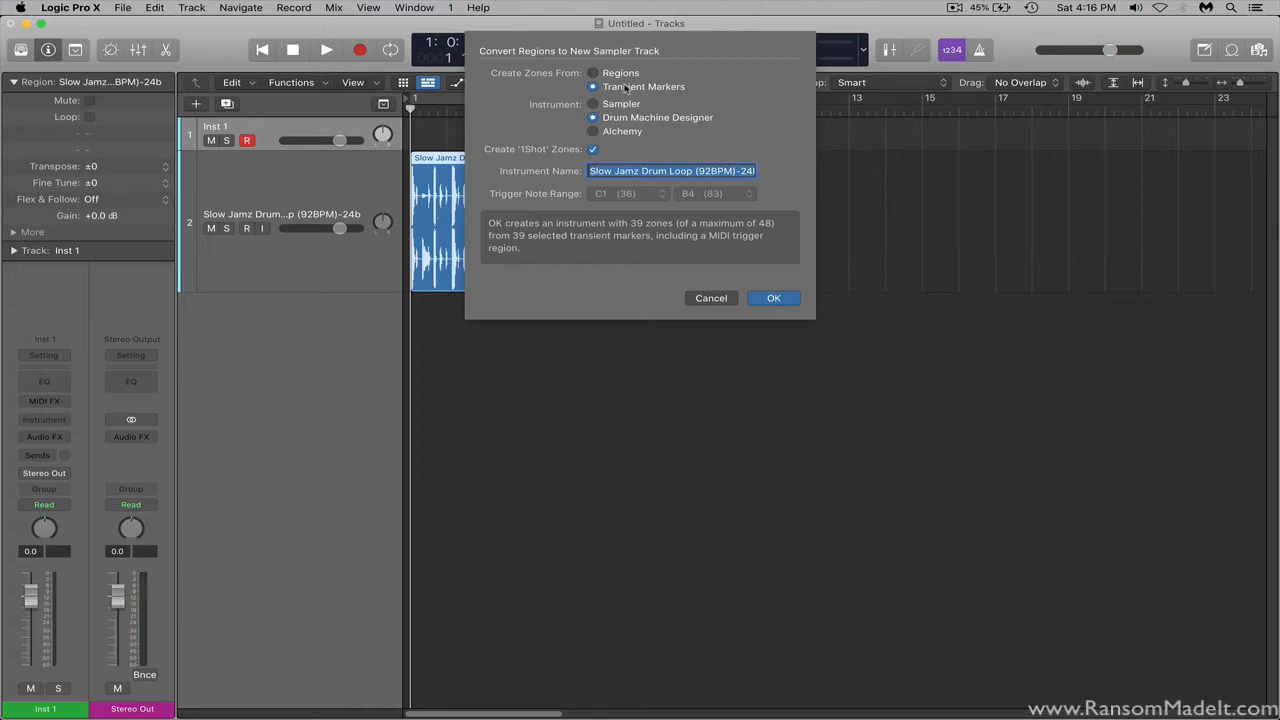 Logic Pro X File Edit Track Navigate Record Mix View Window 1 Help
45% Sat 4:16 PM
Untitled - Tracks
1234
Region: Slow Jamz...BPM)-24b
Mute:
Loop:
Transpose: ±0
Fine Tune: ±0
Flex & Follow: Off
Gain: +0.0 dB
More
Track: Inst 1
Edit Functions View
Smart Drag: No Overlap
1 13 15 17 19 21 23
1 Inst 1
M S R
2 Slow Jamz Drum...p (92BPM)-24b
M S R I
Slow Jamz D
Convert Regions to New Sampler Track
Create Zones From: Regions
Transient Markers
Instrument: Sampler
Drum Machine Designer
Alchemy
Create '1Shot' Zones:
Instrument Name: Slow Jamz Drum Loop (92BPM)-24
Trigger Note Range: C1 (36) B4 (83)
OK creates an instrument with 39 zones (of a maximum of 48)
from 39 selected transient markers, including a MIDI trigger
region.
Cancel OK
Inst 1 Stereo Output
Setting Setting
EQ EQ
MIDI FX
Instrument
Audio FX Audio FX
Sends
Stereo Out
Group Group
Read Read
0.0 0.0
Bnce
M S M
Inst 1 Stereo Out
www.RansomMadeIt.com